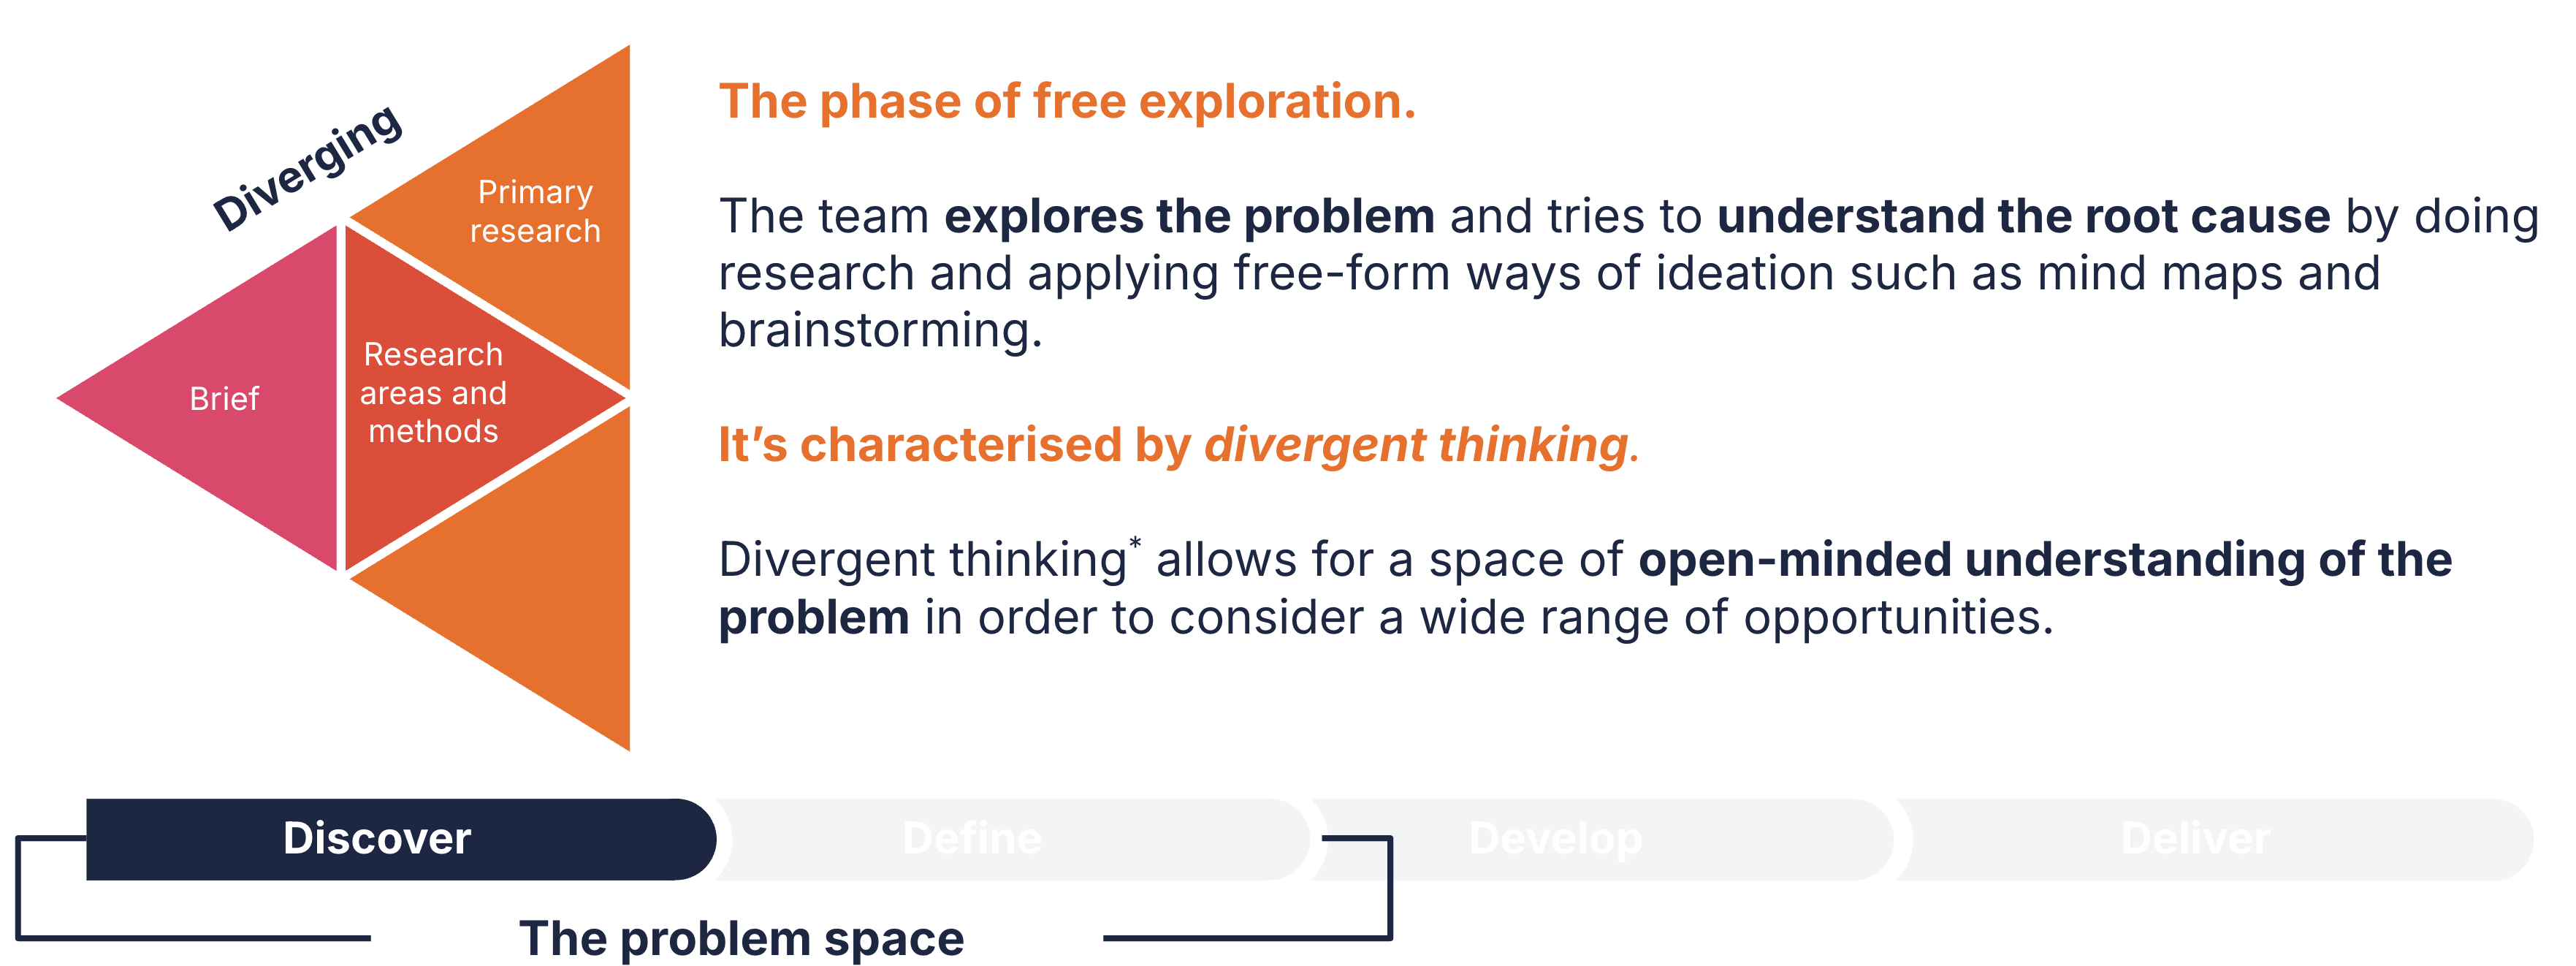 Diverging
Primary
research
Brief
Research
areas and
methods
The phase of free exploration.
The team explores the problem and tries to understand the root cause by doing
research and applying free-form ways of ideation such as mind maps and
brainstorming.
It’s characterised by divergent thinking.
Divergent thinking* allows for a space of open-minded understanding of the
problem in order to consider a wide range of opportunities.
Discover
Define
Develop
Deliver
The problem space